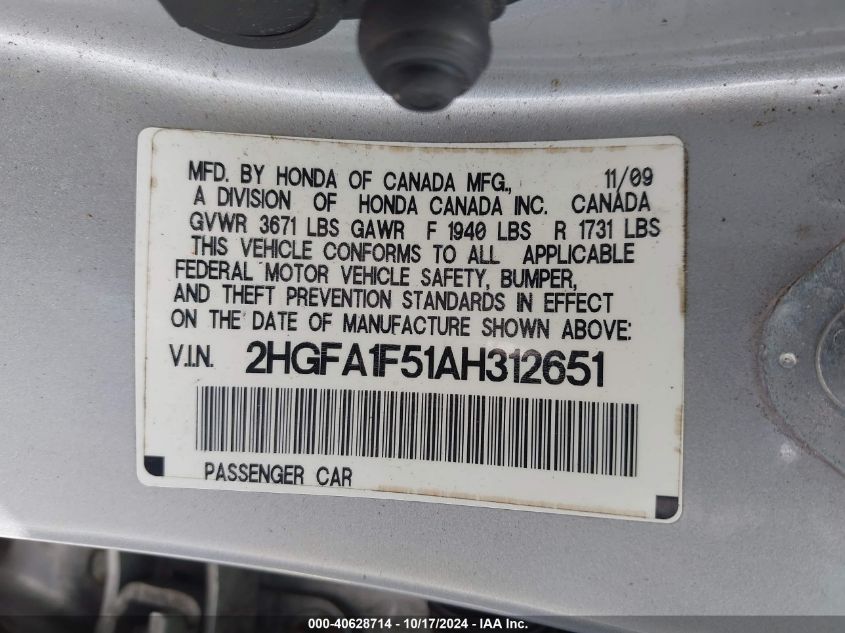 MFD. BY HONDA OF CANADA MFG., 11/09
A DIVISION OF HONDA CANADA INC. CANADA
GVWR 3671 LBS GAWR F 1940 LBS R 1731 LBS
THIS VEHICLE CONFORMS TO ALL APPLICABLE
FEDERAL MOTOR VEHICLE SAFETY, BUMPER,
AND THEFT PREVENTION STANDARDS IN EFFECT
ON THE DATE OF MANUFACTURE SHOWN ABOVE:
V.I.N. 2HGFA1F51AH312651
PASSENGER CAR
000-40628714 - 10/17/2024 - IAA Inc.